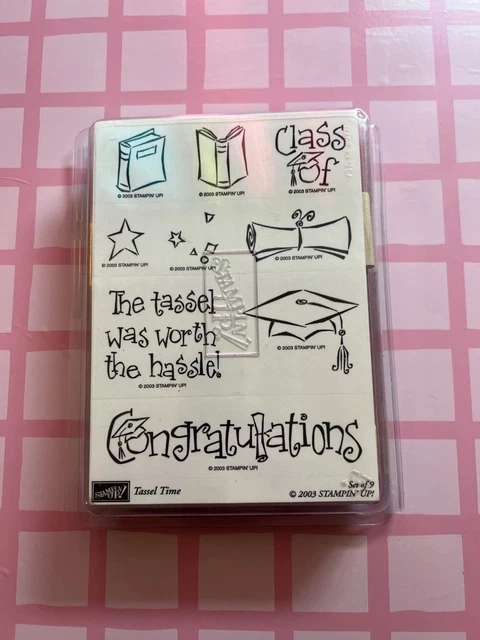 Class
Of
© 2003 STAMPIN' UP!
© 2003 STAMPIN' UP!
© 2003 STAMPIN' UP!
© 2003 STAMPIN' UP!
© 2003 STAMPIN' UP!
© 2003 STAMPIN' UP!
STAMPIN' UP!
The tassel
was worth
the hassle!
© 2003 STAMPIN' UP!
© 2003 STAMPIN' UP!
Congratulations
© 2003 STAMPIN' UP!
STAMPIN' UP! Tassel Time
Set of 9
© 2003 STAMPIN' UP!